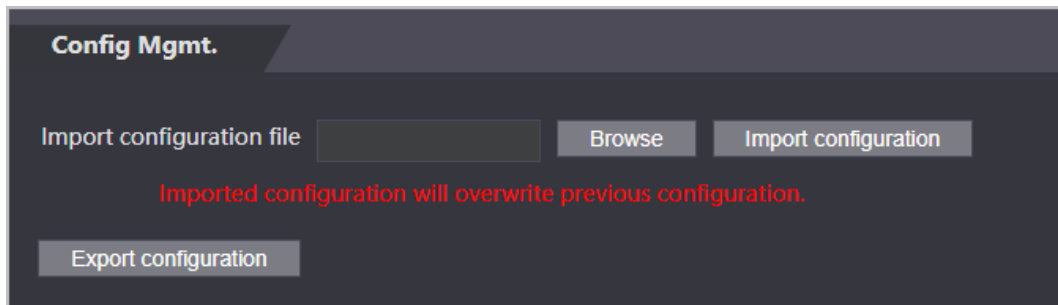 Config Mgmt.
Import configuration file Browse Import configuration
Imported configuration will overwrite previous configuration.
Export configuration